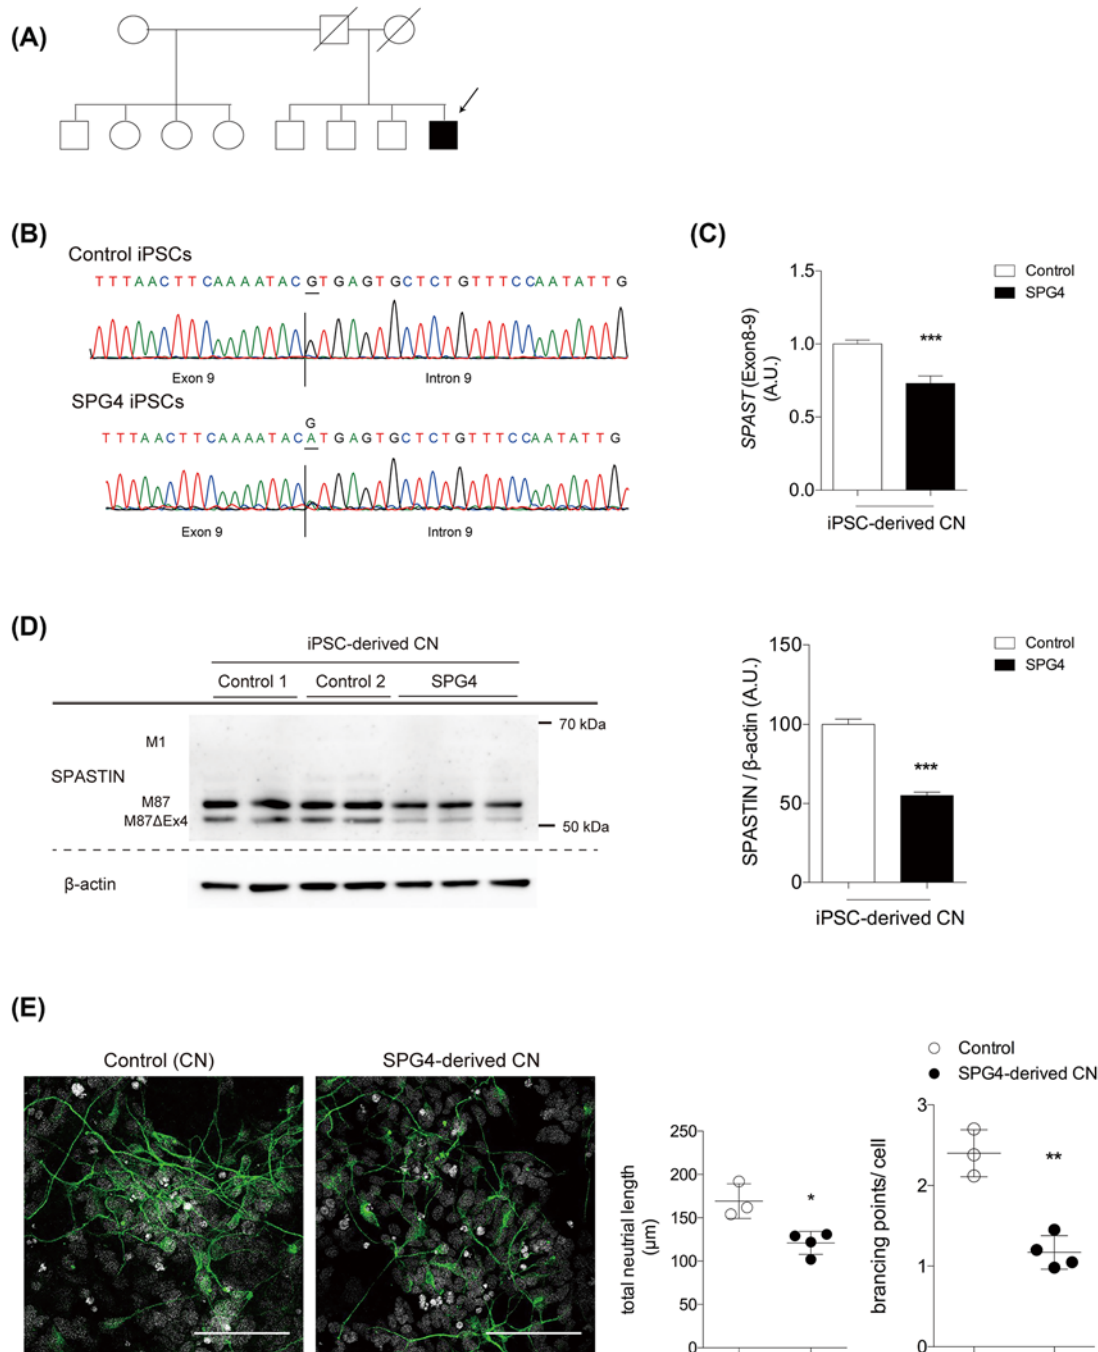 (A)
(B)
Control iPSCs
TTTAACTTCAAAATACGTGAGTGCTCTGTTTCCAATATTG
Exon 9
Intron 9
SPG4 iPSCs
G
TTTAACTTCAAAATACATGAGTGCTCTGTTTCCAATATTG
Exon 9
Intron 9
(C)
SPAST (Exon8-9)
(A.U.)
1.5
1.0
0.5
0.0
***
Control
SPG4
iPSC-derived CN
(D)
iPSC-derived CN
Control 1
Control 2
SPG4
M1
SPASTIN
M87
M87ΔEx4
70 kDa
50 kDa
β-actin
SPASTIN / β-actin (A.U.)
150
100
50
0
***
Control
SPG4
iPSC-derived CN
(E)
Control (CN)
SPG4-derived CN
total neutrial length
(μm)
250
200
150
100
50
0
*
Control
SPG4-derived CN
brancing points/ cell
3
2
1
0
**